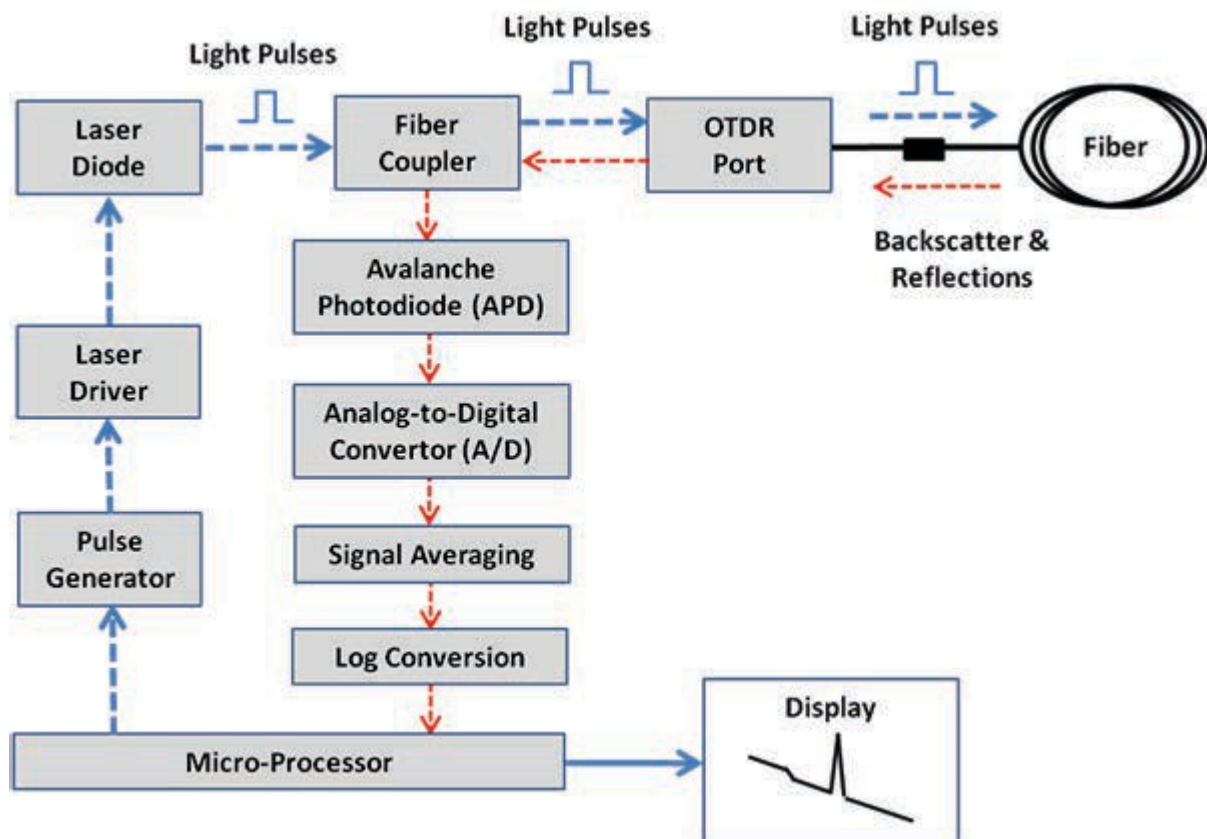 Light Pulses
Light Pulses
Light Pulses
Laser
Diode
Fiber
Coupler
OTDR
Port
Fiber
Backscatter &
Reflections
Avalanche
Photodiode (APD)
Laser
Driver
Analog-to-Digital
Convertor (A/D)
Pulse
Generator
Signal Averaging
Log Conversion
Micro-Processor
Display